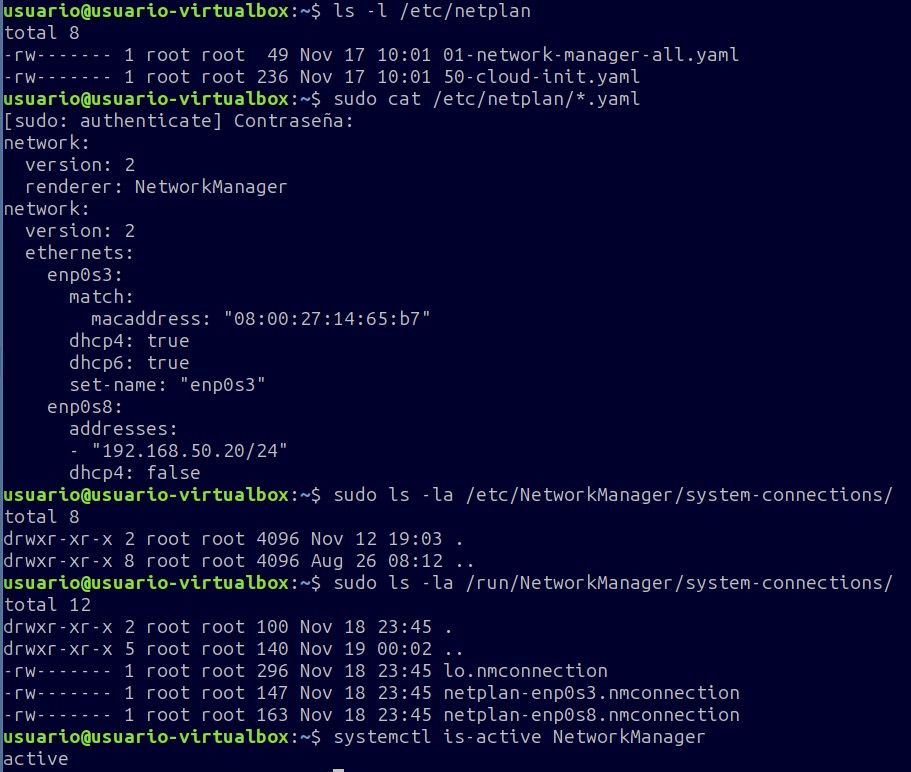 usuario@usuario-virtualbox:~$ ls -l /etc/netplan
total 8
-rw------- 1 root root  49 Nov 17 10:01 01-network-manager-all.yaml
-rw------- 1 root root 236 Nov 17 10:01 50-cloud-init.yaml
usuario@usuario-virtualbox:~$ sudo cat /etc/netplan/*.yaml
[sudo: authenticate] Contraseña:
network:
  version: 2
  renderer: NetworkManager
network:
  version: 2
  ethernets:
    enp0s3:
      match:
        macaddress: "08:00:27:14:65:b7"
      dhcp4: true
      dhcp6: true
      set-name: "enp0s3"
    enp0s8:
      addresses:
      - "192.168.50.20/24"
      dhcp4: false
usuario@usuario-virtualbox:~$ sudo ls -la /etc/NetworkManager/system-connections/
total 8
drwxr-xr-x 2 root root 4096 Nov 12 19:03 .
drwxr-xr-x 8 root root 4096 Aug 26 08:12 ..
usuario@usuario-virtualbox:~$ sudo ls -la /run/NetworkManager/system-connections/
total 12
drwxr-xr-x 2 root root 100 Nov 18 23:45 .
drwxr-xr-x 5 root root 140 Nov 19 00:02 ..
-rw------- 1 root root 296 Nov 18 23:45 lo.nmconnection
-rw------- 1 root root 147 Nov 18 23:45 netplan-enp0s3.nmconnection
-rw------- 1 root root 163 Nov 18 23:45 netplan-enp0s8.nmconnection
usuario@usuario-virtualbox:~$ systemctl is-active NetworkManager
active